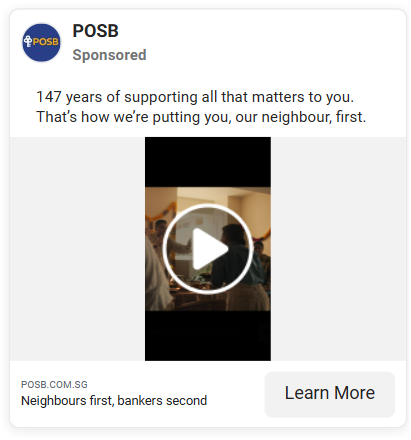 POSB
POSB
Sponsored
147 years of supporting all that matters to you.
That’s how we’re putting you, our neighbour, first.
POSB.COM.SG
Neighbours first, bankers second
Learn More